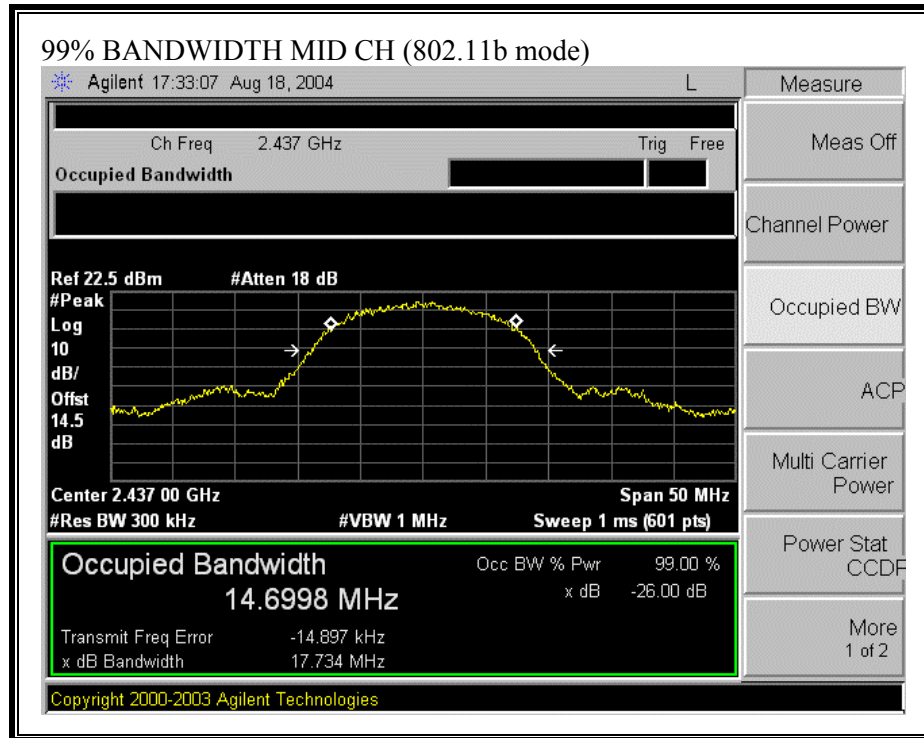 99% BANDWIDTH MID CH (802.11b mode)
Agilent 17:33:07 Aug 18, 2004 L
Measure
Ch Freq 2.437 GHz Trig Free
Occupied Bandwidth
Meas Off
Channel Power
Occupied BW
ACP
Multi Carrier
Power
Power Stat
CCDF
More
1 of 2
Ref 22.5 dBm #Atten 18 dB
#Peak
Log
10
dB/
Offst
14.5
dB
Center 2.437 00 GHz Span 50 MHz
#Res BW 300 kHz #VBW 1 MHz Sweep 1 ms (601 pts)
Occupied Bandwidth
14.6998 MHz
Occ BW % Pwr 99.00 %
x dB -26.00 dB
Transmit Freq Error -14.897 kHz
x dB Bandwidth 17.734 MHz
Copyright 2000-2003 Agilent Technologies